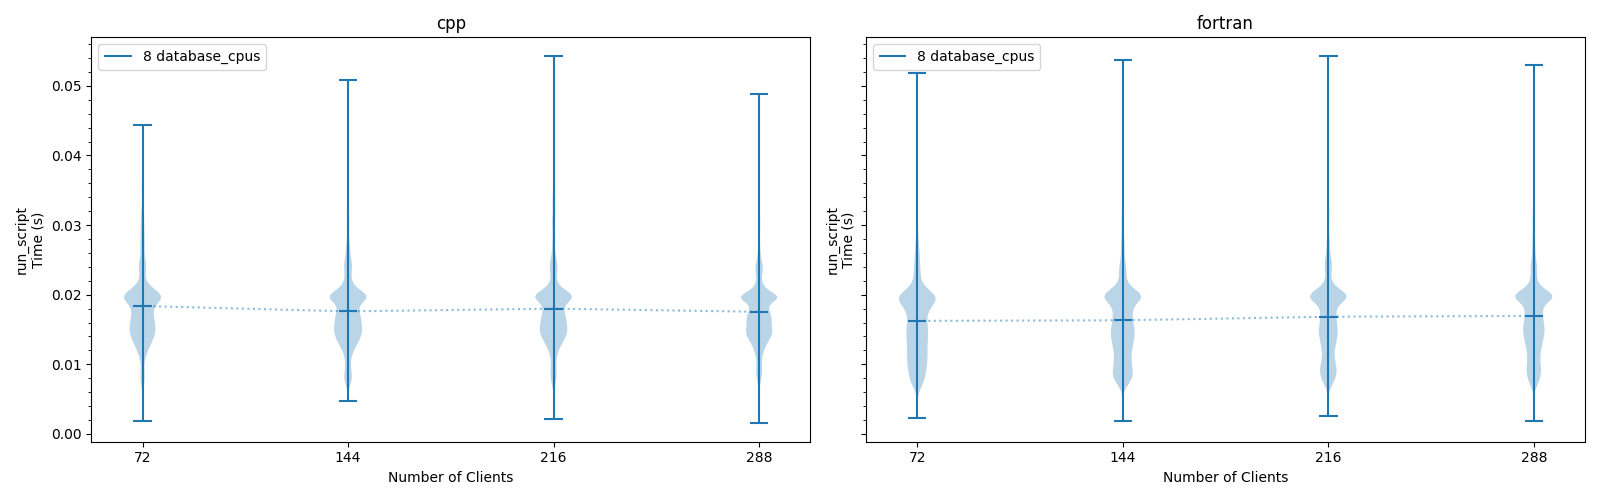 cpp
8 database_cpus
0.05
0.04
0.03
0.02
0.01
0.00
run_script
Time (s)
72 144 216 288
Number of Clients
fortran
8 database_cpus
run_script
Time (s)
72 144 216 288
Number of Clients